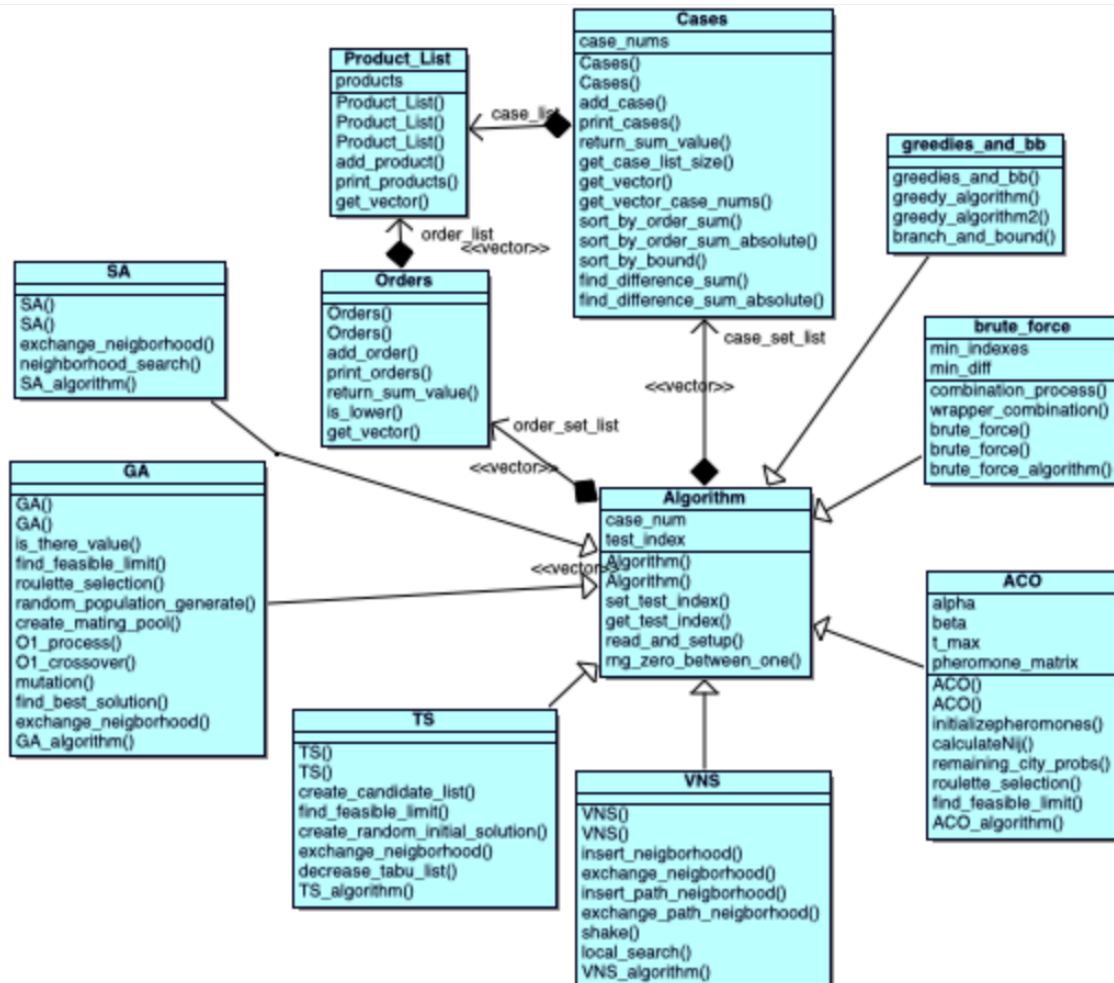 Cases
case_nums
Cases()
Cases()
add_case()
print_cases()
return_sum_value()
get_case_list_size()
get_vector()
get_vector_case_nums()
sort_by_order_sum()
sort_by_order_sum_absolute()
sort_by_bound()
find_difference_sum()
find_difference_sum_absolute()
Product_List
products
Product_List()
Product_List()
Product_List()
add_product()
print_products()
get_vector()
case_list
order_list
<<vector>>
greedies_and_bb
greedies_and_bb()
greedy_algorithm()
greedy_algorithm2()
branch_and_bound()
SA
SA()
SA()
exchange_neigborhood()
neighborhood_search()
SA_algorithm()
Orders
Orders()
Orders()
add_order()
print_orders()
return_sum_value()
is_lower()
get_vector()
case_set_list
<<vector>>
order_set_list
<<vector>>
brute_force
min_indexes
min_diff
combination_process()
wrapper_combination()
brute_force()
brute_force()
brute_force_algorithm()
GA
GA()
GA()
is_there_value()
find_feasible_limit()
roulette_selection()
random_population_generate()
create_mating_pool()
O1_process()
O1_crossover()
mutation()
find_best_solution()
exchange_neigborhood()
GA_algorithm()
Algorithm
case_num
test_index
Algorithm()
Algorithm()
set_test_index()
get_test_index()
read_and_setup()
rng_zero_between_one()
<<vector>>
ACO
alpha
beta
t_max
pheromone_matrix
ACO()
ACO()
initializepheromones()
calculateNij()
remaining_city_probs()
roulette_selection()
find_feasible_limit()
ACO_algorithm()
TS
TS()
TS()
create_candidate_list()
find_feasible_limit()
create_random_initial_solution()
exchange_neigborhood()
decrease_tabu_list()
TS_algorithm()
VNS
VNS()
VNS()
insert_neigborhood()
exchange_neigborhood()
insert_path_neigborhood()
exchange_path_neigborhood()
shake()
local_search()
VNS_algorithm()